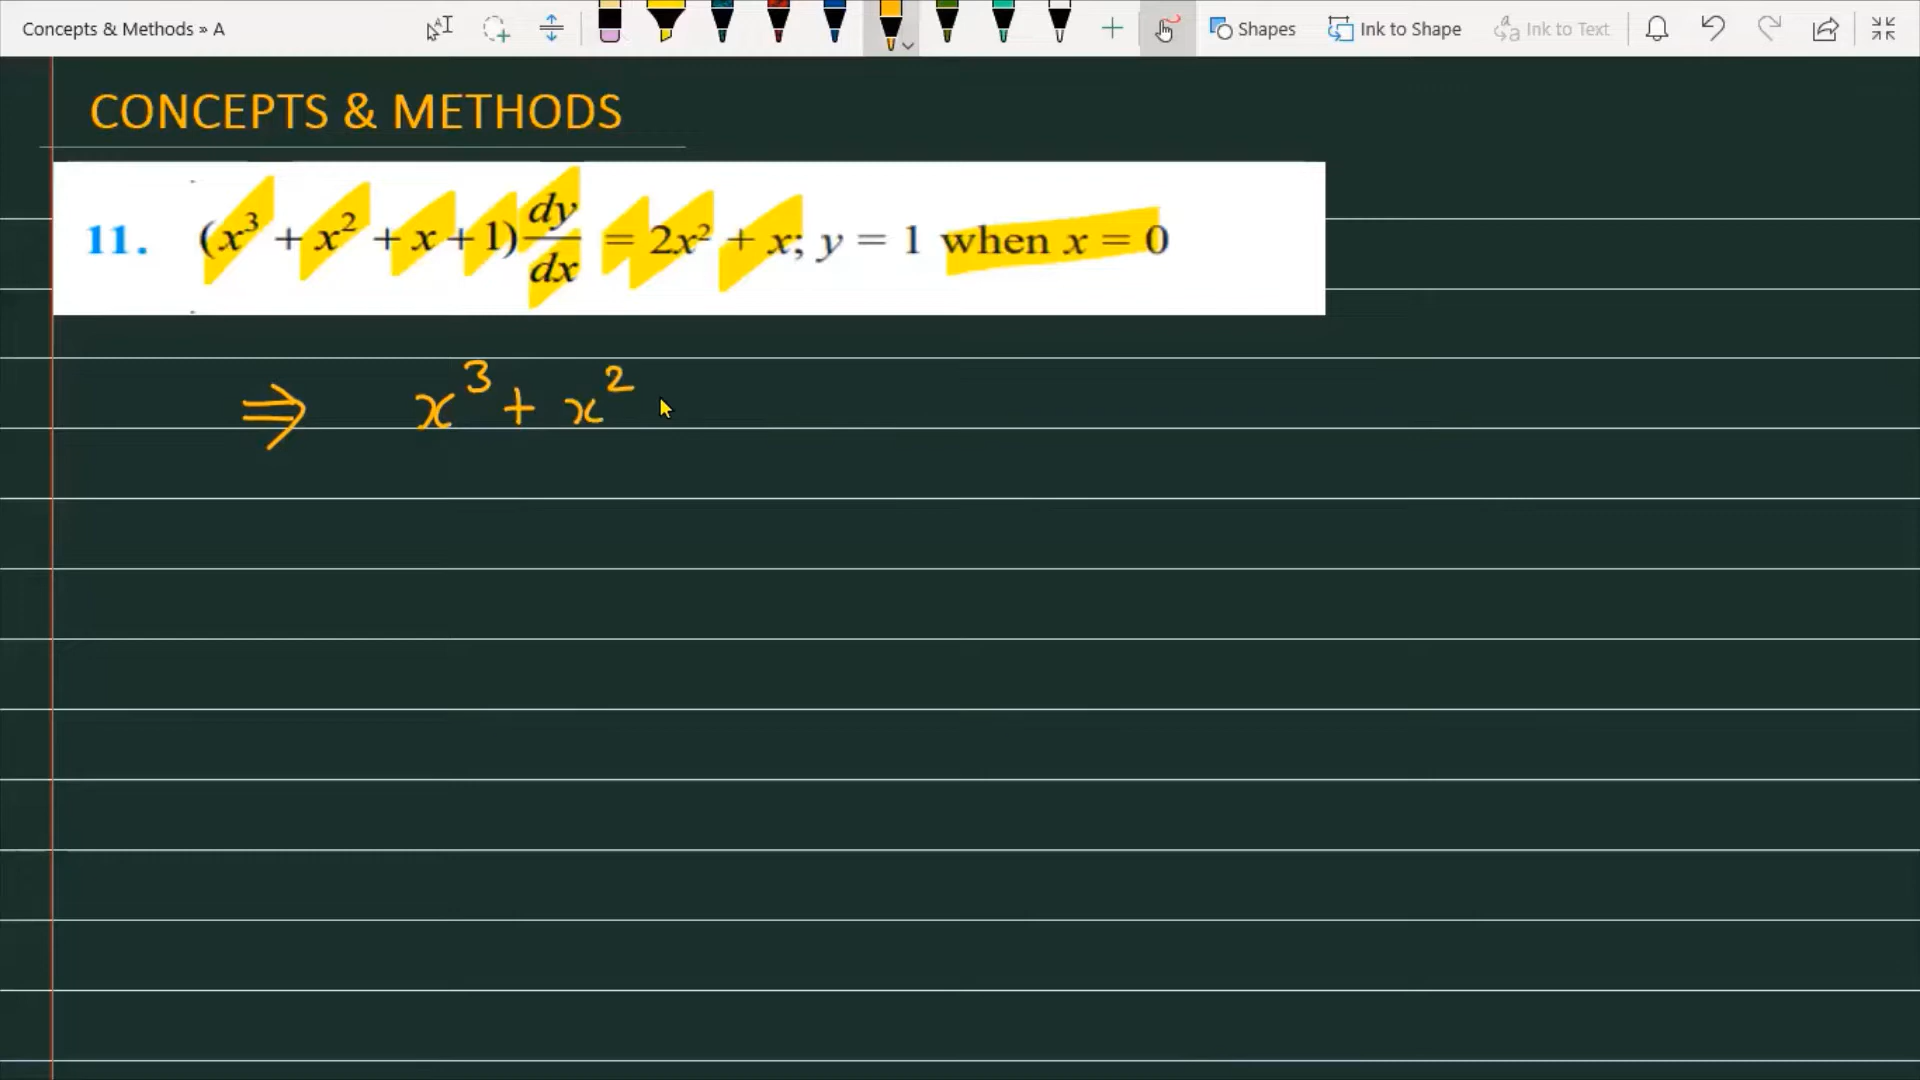 Concepts & Methods » A
Shapes
Ink to Shape
Ink to Text
CONCEPTS & METHODS
11. (x³ + x² + x + 1) dy/dx = 2x² + x; y = 1 when x = 0
⇒ x³ + x²